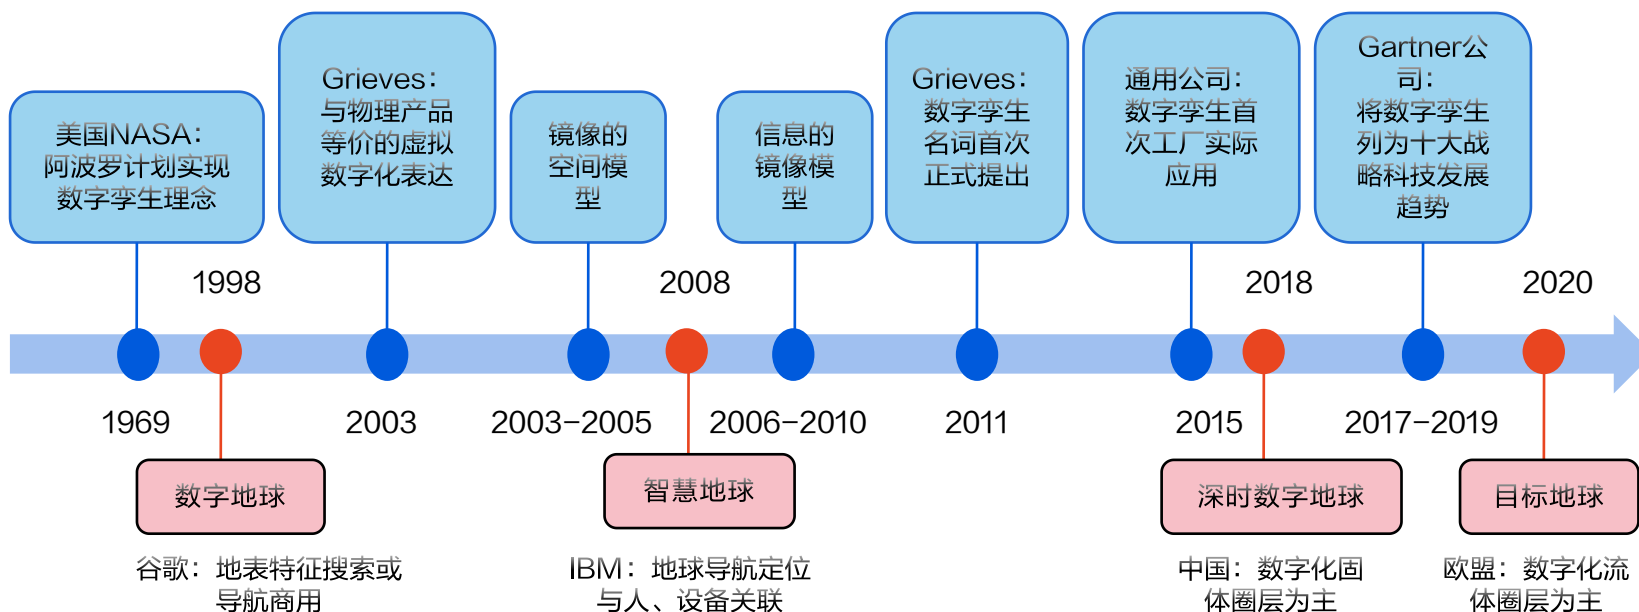 美国NASA：
阿波罗计划实现
数字孪生理念
Grieves：
与物理产品
等价的虚拟
数字化表达
镜像的
空间模
型
信息的
镜像模
型
Grieves：
数字孪生
名词首次
正式提出
通用公司：
数字孪生首
次工厂实际
应用
Gartner公
司：
将数字孪生
列为十大战
略科技发展
趋势
1998
2008
2018
2020
1969
2003
2003-2005
2006-2010
2011
2015
2017-2019
数字地球
智慧地球
深时数字地球
目标地球
谷歌：地表特征搜索或
导航商用
IBM：地球导航定位
与人、设备关联
中国：数字化固
体圈层为主
欧盟：数字化流
体圈层为主